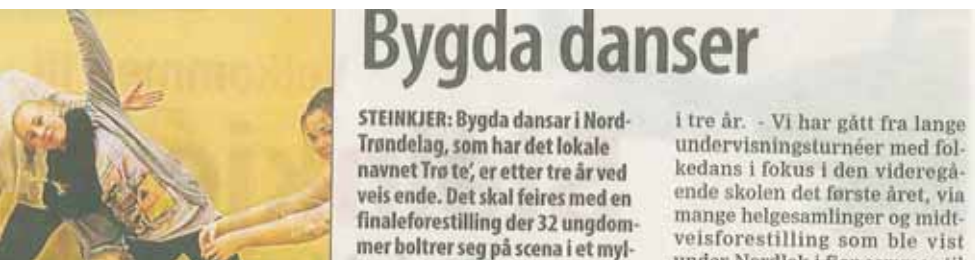 Bygda danser
STEINKJER: Bygda dansar i Nord-
Trøndelag, som har det lokale
navnet Trø te', er etter tre år ved
veis ende. Det skal feires med en
finaleforestilling der 32 ungdom-
mer boltrer seg på scena i et myl-
i tre år. - Vi har gått fra lange
undervisningsturnéer med fol-
kedans i fokus i den videregå-
ende skolen det første året, via
mange helgesamlinger og midt-
veisforestilling som ble vist
under Nordlek i fjor